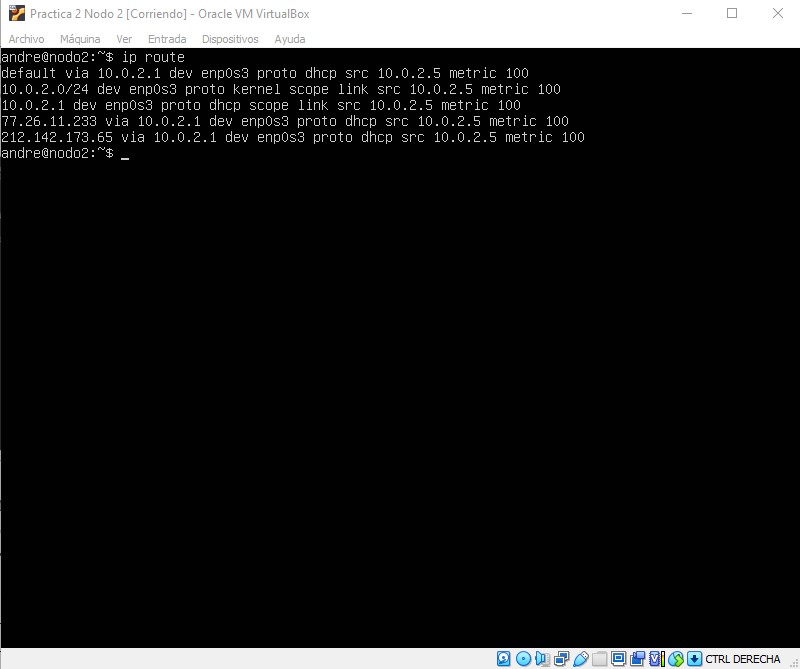 Practica 2 Nodo 2 [Corriendo] - Oracle VM VirtualBox
Archivo Máquina Ver Entrada Dispositivos Ayuda
andre@nodo2:~$ ip route
default via 10.0.2.1 dev enp0s3 proto dhcp src 10.0.2.5 metric 100
10.0.2.0/24 dev enp0s3 proto kernel scope link src 10.0.2.5 metric 100
10.0.2.1 dev enp0s3 proto dhcp scope link src 10.0.2.5 metric 100
77.26.11.233 via 10.0.2.1 dev enp0s3 proto dhcp src 10.0.2.5 metric 100
212.142.173.65 via 10.0.2.1 dev enp0s3 proto dhcp src 10.0.2.5 metric 100
andre@nodo2:~$ _
CTRL DERECHA